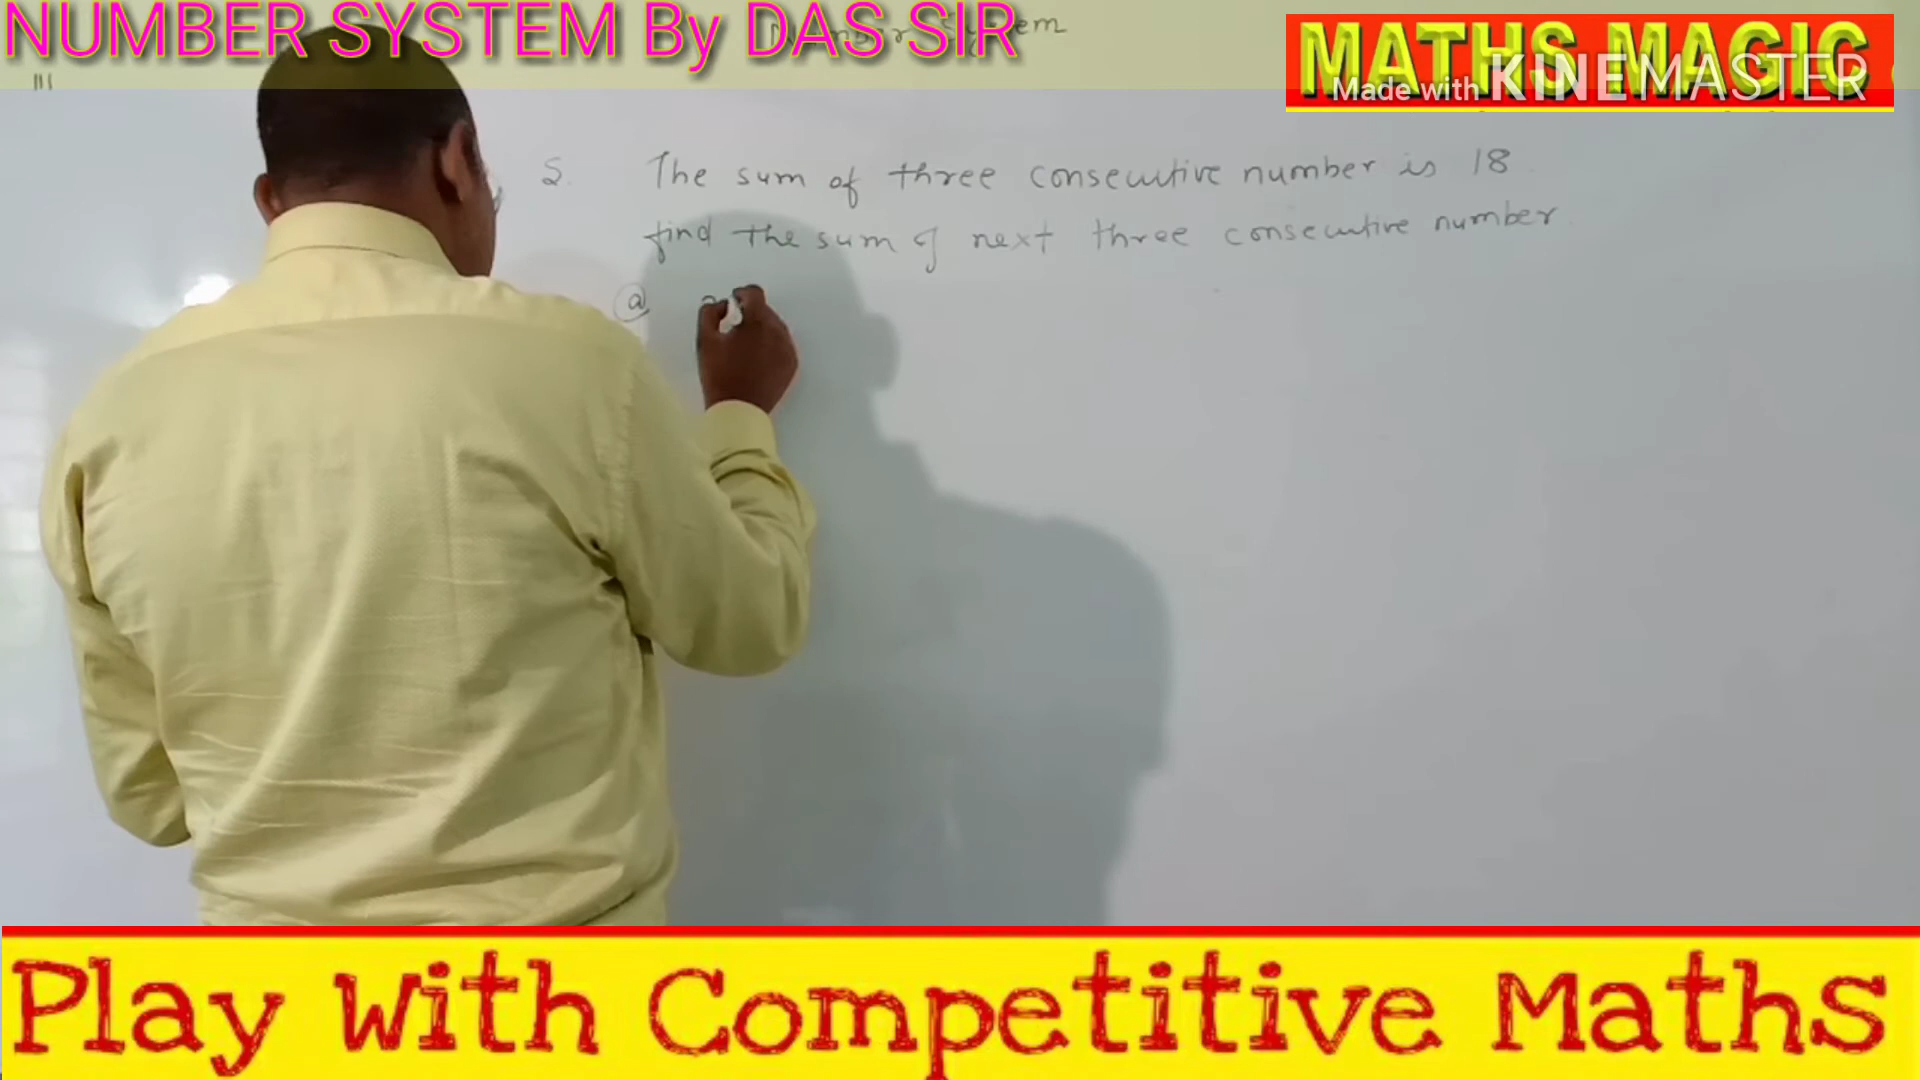 NUMBER SYSTEM By DAS SIR
MATHS MAGIC
Made with KINEMASTER
The sum of three consecutive number is 18
find the sum of next three consecutive number
(a)
Play With Competitive Maths